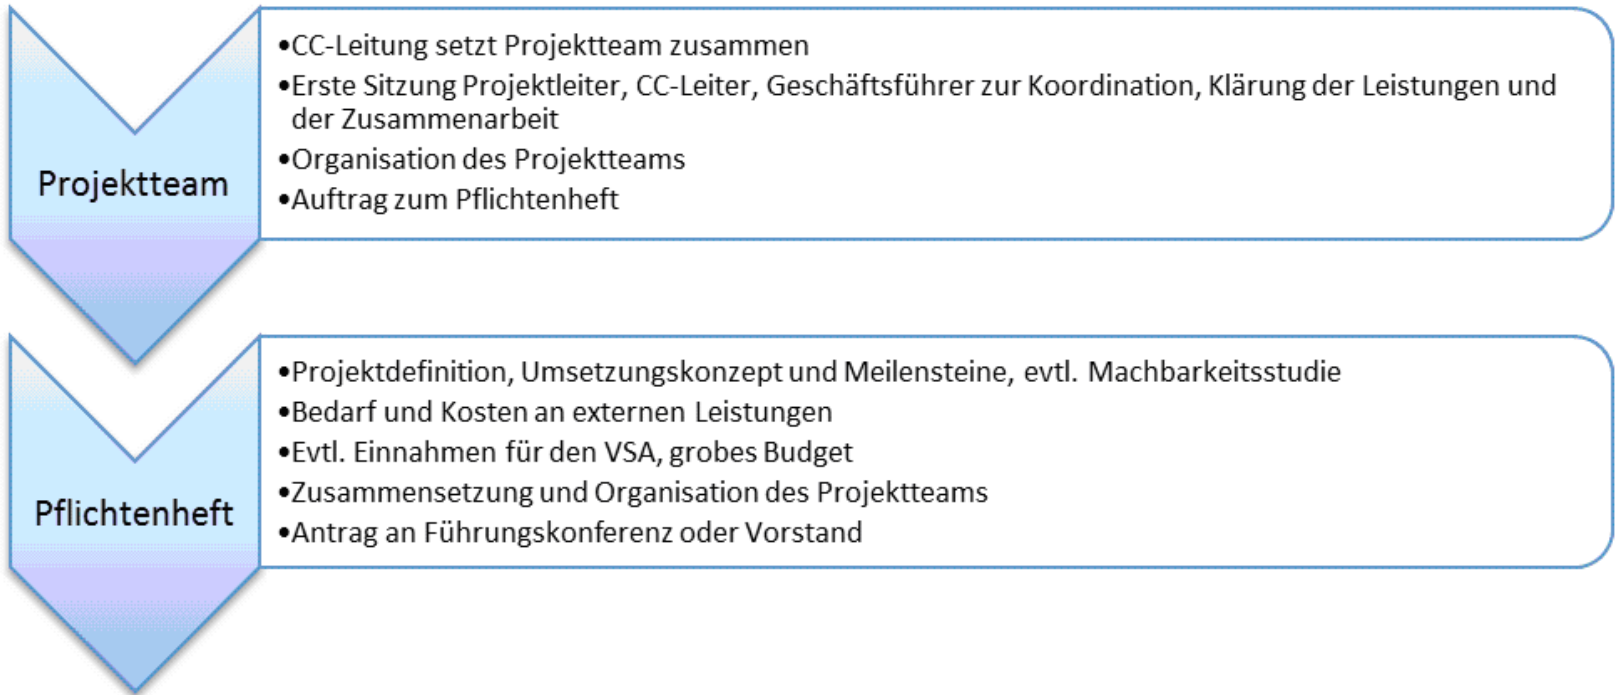 Projektteam
•CC-Leitung setzt Projektteam zusammen
•Erste Sitzung Projektleiter, CC-Leiter, Geschäftsführer zur Koordination, Klärung der Leistungen und
der Zusammenarbeit
•Organisation des Projektteams
•Auftrag zum Pflichtenheft
Pflichtenheft
•Projektdefinition, Umsetzungskonzept und Meilensteine, evtl. Machbarkeitsstudie
•Bedarf und Kosten an externen Leistungen
•Evtl. Einnahmen für den VSA, grobes Budget
•Zusammensetzung und Organisation des Projektteams
•Antrag an Führungskonferenz oder Vorstand